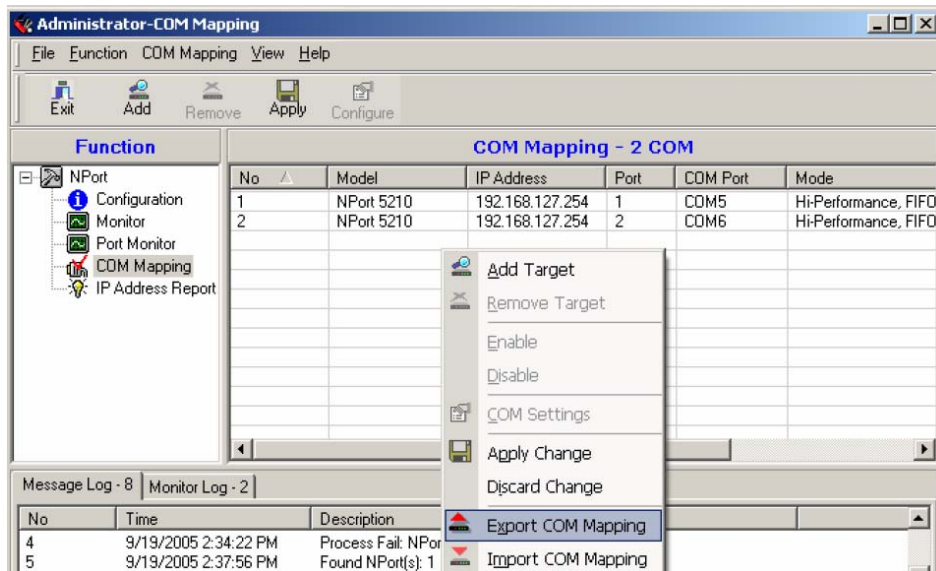 Administrator-COM Mapping
File Function COM Mapping View Help
Exit Add Remove Apply Configure
Function
COM Mapping - 2 COM
NPort
Configuration
Monitor
Port Monitor
COM Mapping
IP Address Report
No Model IP Address Port COM Port Mode
1 NPort 5210 192.168.127.254 1 COM5 Hi-Performance, FIFO
2 NPort 5210 192.168.127.254 2 COM6 Hi-Performance, FIFO
Add Target
Remove Target
Enable
Disable
COM Settings
Apply Change
Discard Change
Export COM Mapping
Import COM Mapping
Message Log - 8 Monitor Log - 2
No Time Description
4 9/19/2005 2:34:22 PM Process Fail: NPor
5 9/19/2005 2:37:56 PM Found NPort(s): 1